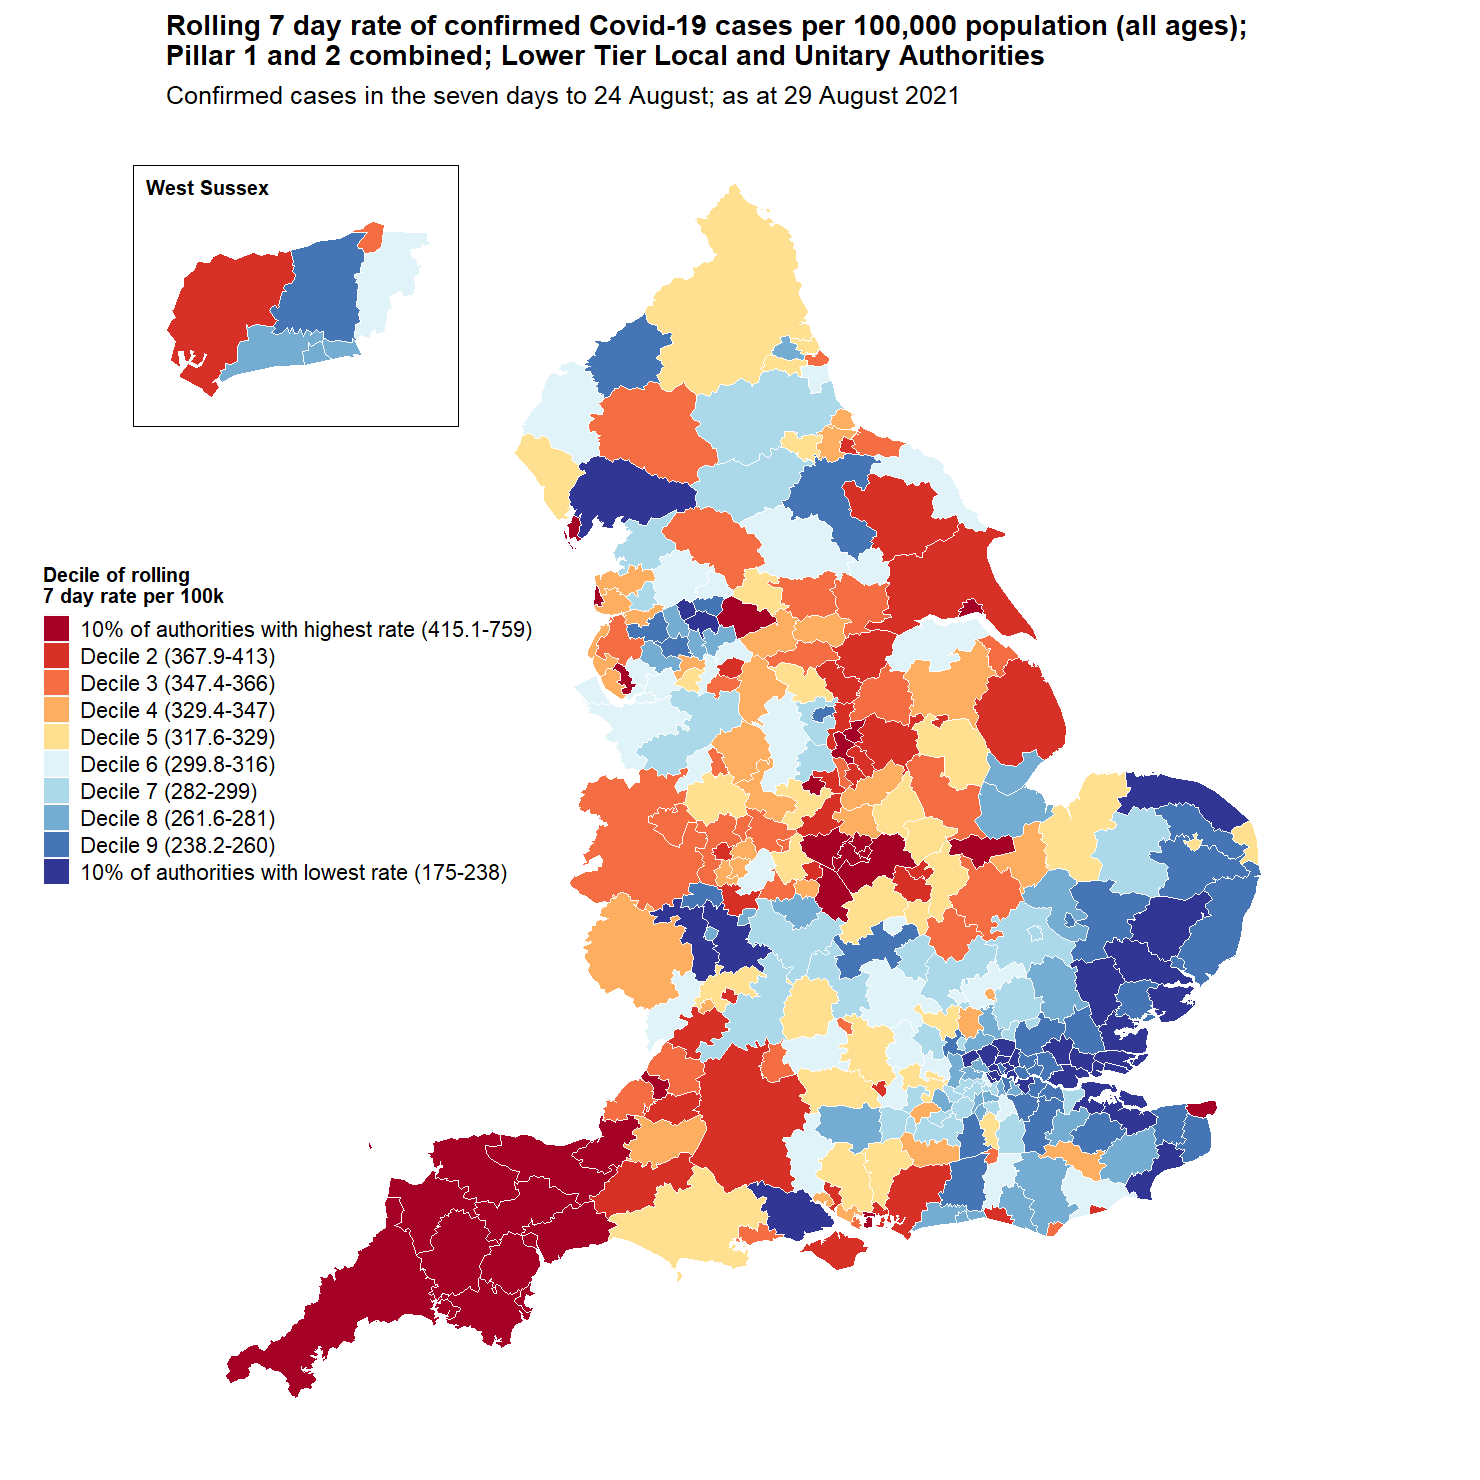 Rolling 7 day rate of confirmed Covid-19 cases per 100,000 population (all ages);
Pillar 1 and 2 combined; Lower Tier Local and Unitary Authorities
Confirmed cases in the seven days to 24 August; as at 29 August 2021
West Sussex
Decile of rolling
7 day rate per 100k
10% of authorities with highest rate (415.1-759)
Decile 2 (367.9-413)
Decile 3 (347.4-366)
Decile 4 (329.4-347)
Decile 5 (317.6-329)
Decile 6 (299.8-316)
Decile 7 (282-299)
Decile 8 (261.6-281)
Decile 9 (238.2-260)
10% of authorities with lowest rate (175-238)